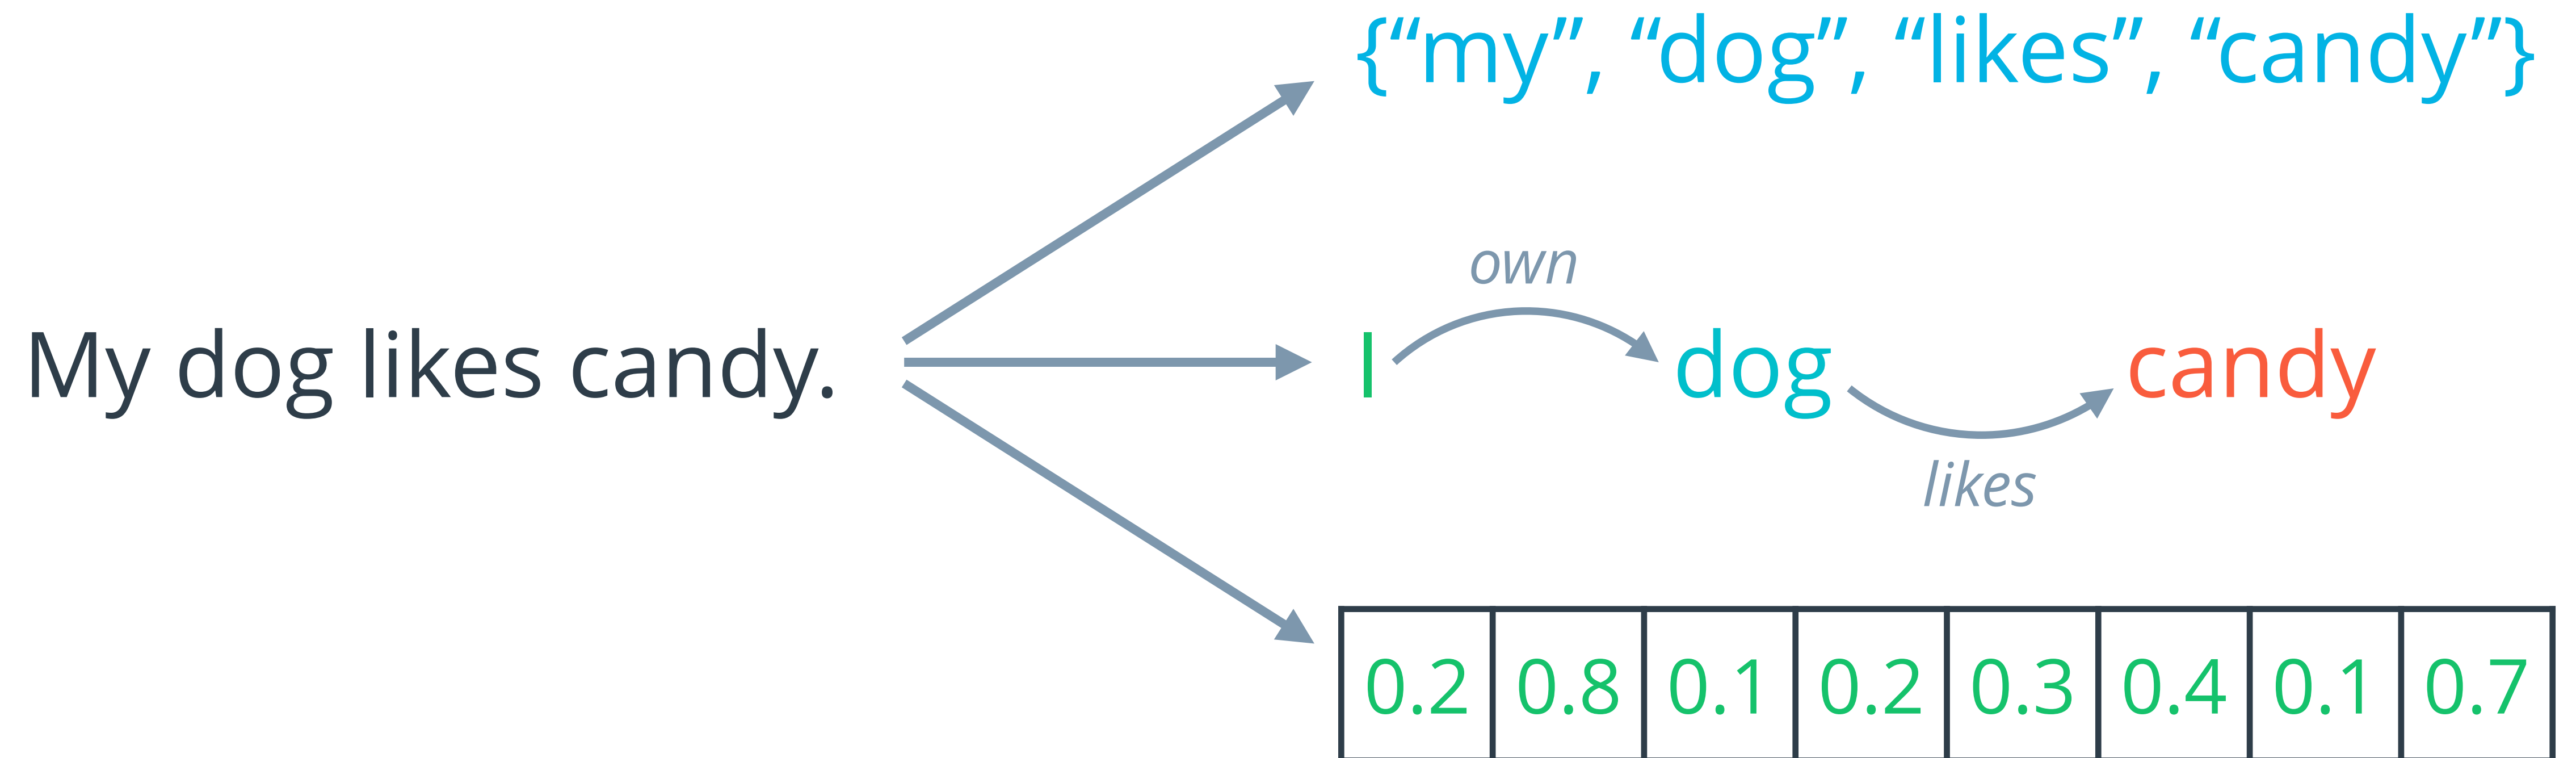 {“my”, “dog”, “likes”, “candy”}
own
My dog likes candy.
I dog candy
likes
0.2 0.8 0.1 0.2 0.3 0.4 0.1 0.7